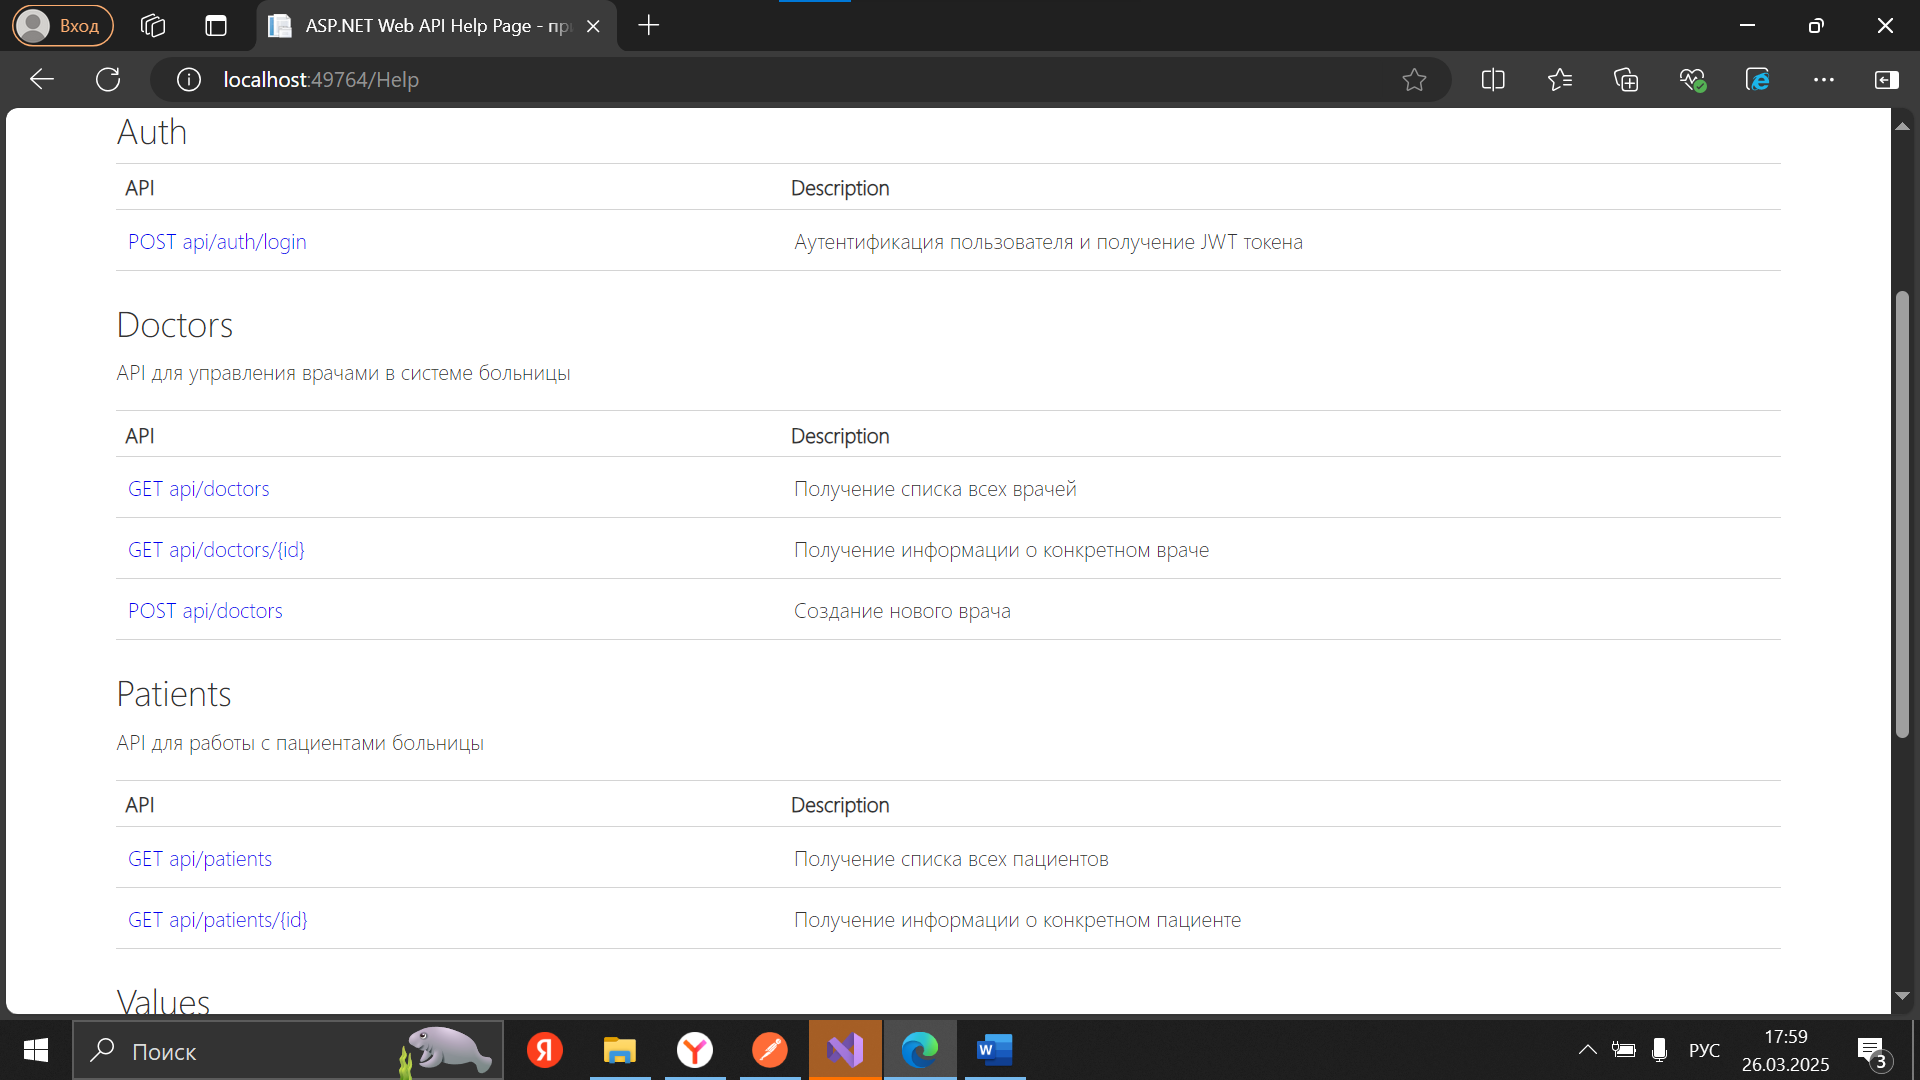 Вход
ASP.NET Web API Help Page - пр
localhost:49764/Help
Auth
API Description
POST api/auth/login Аутентификация пользователя и получение JWT токена
Doctors
API для управления врачами в системе больницы
API Description
GET api/doctors Получение списка всех врачей
GET api/doctors/{id} Получение информации о конкретном враче
POST api/doctors Создание нового врача
Patients
API для работы с пациентами больницы
API Description
GET api/patients Получение списка всех пациентов
GET api/patients/{id} Получение информации о конкретном пациенте
Values
Поиск
РУС
17:59
26.03.2025
3